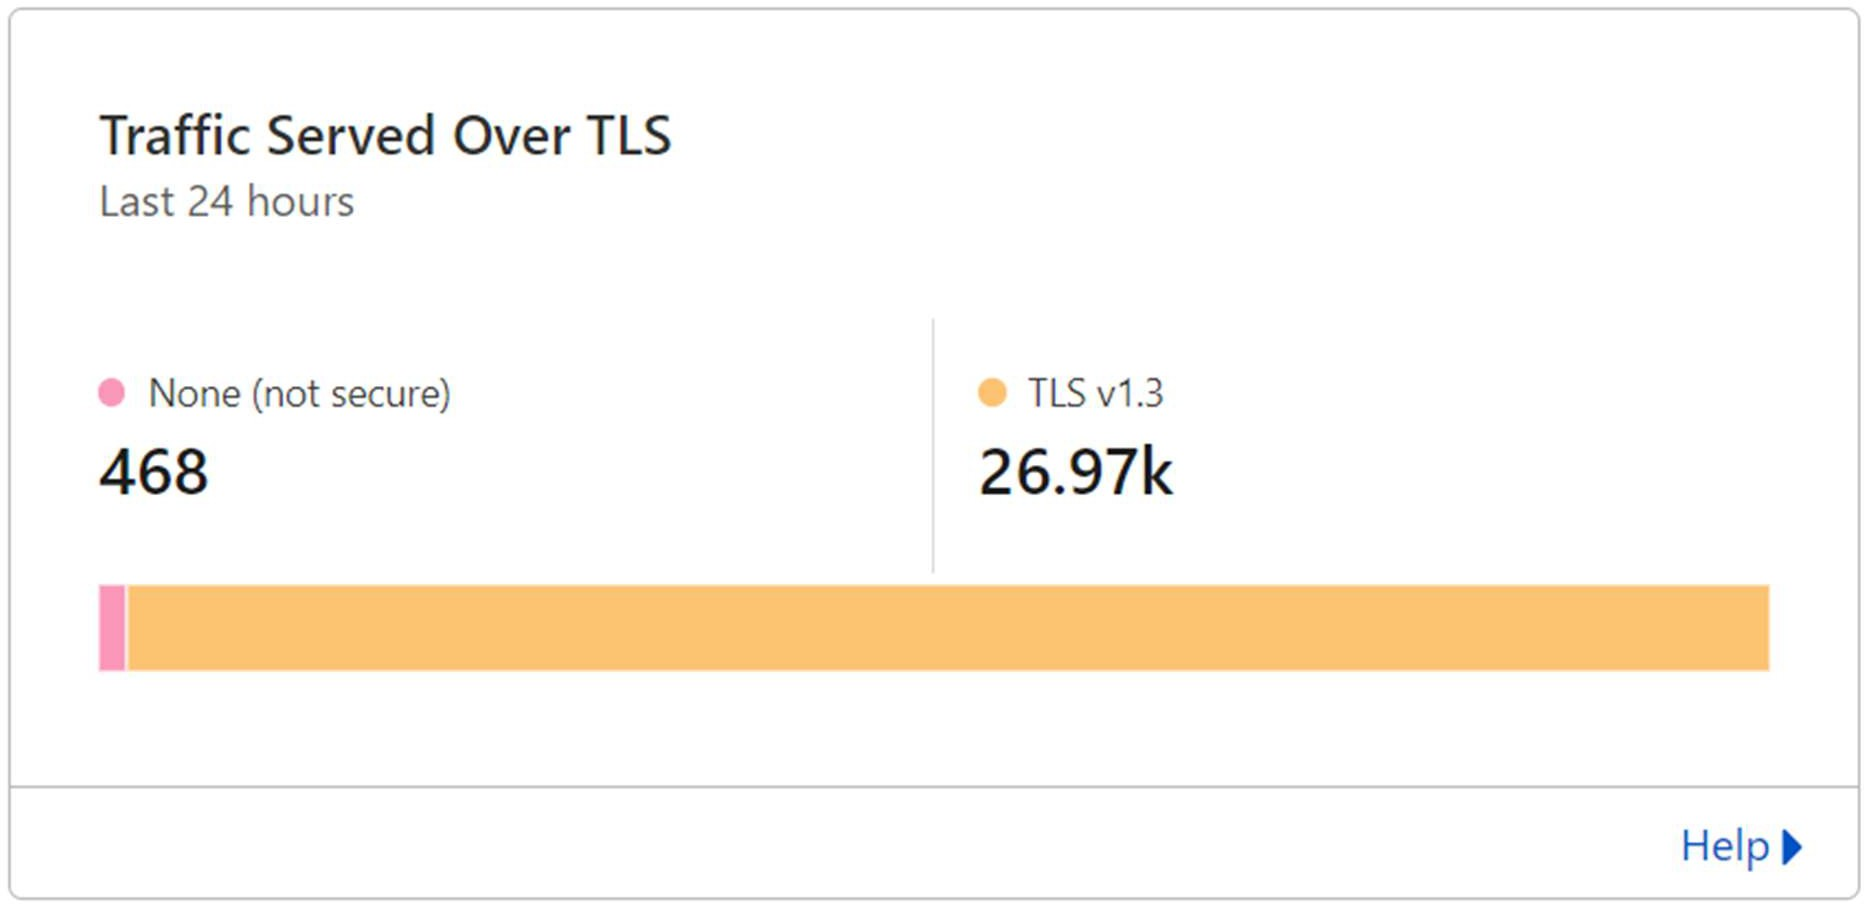 Traffic Served Over TLS
Last 24 hours
None (not secure)
468
TLS v1.3
26.97k
Help